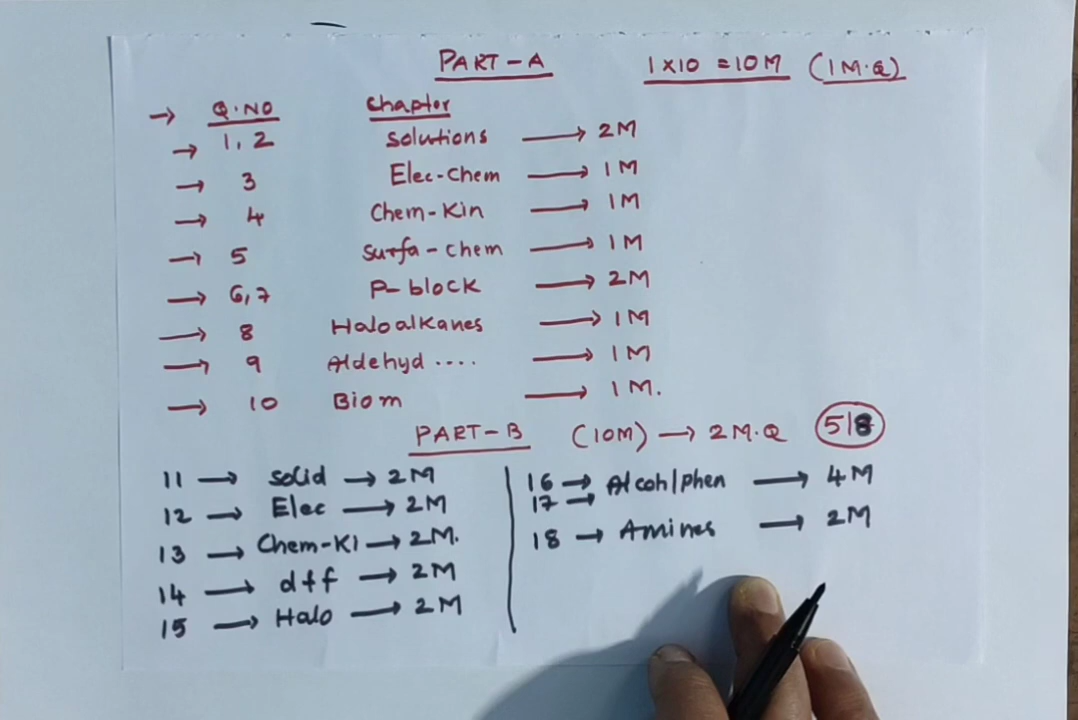 PART-A 1x10 =10M (1M.Q)
→ Q.NO chapter
→ 1, 2 solutions → 2M
→ 3 Elec-chem → 1M
→ 4 Chem-Kin → 1M
→ 5 surfa-chem → 1M
→ 6,7 P-block → 2M
→ 8 Haloalkanes → 1M
→ 9 Aldehyd .... → 1M
→ 10 Biom → 1M.
PART-B (10M) → 2M.Q 5|8
11 → solid → 2M
12 → Elec → 2M
13 → Chem-KI → 2M.
14 → d f f → 2M
15 → Halo → 2M
16 → Alcoh/phen → 4M
17 →
18 → Amines → 2M